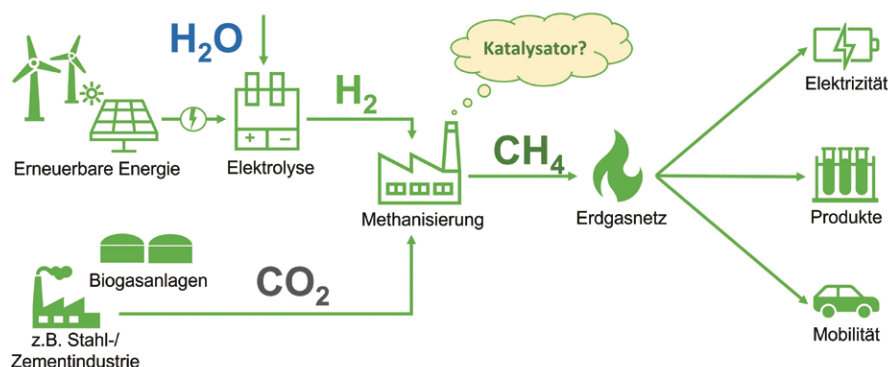 H₂O
Katalysator?
Elektrizität
H₂
+ −
Erneuerbare Energie
Elektrolyse
CH₄
Methanisierung
Erdgasnetz
Produkte
Biogasanlagen
CO₂
z.B. Stahl-/
Zementindustrie
Mobilität